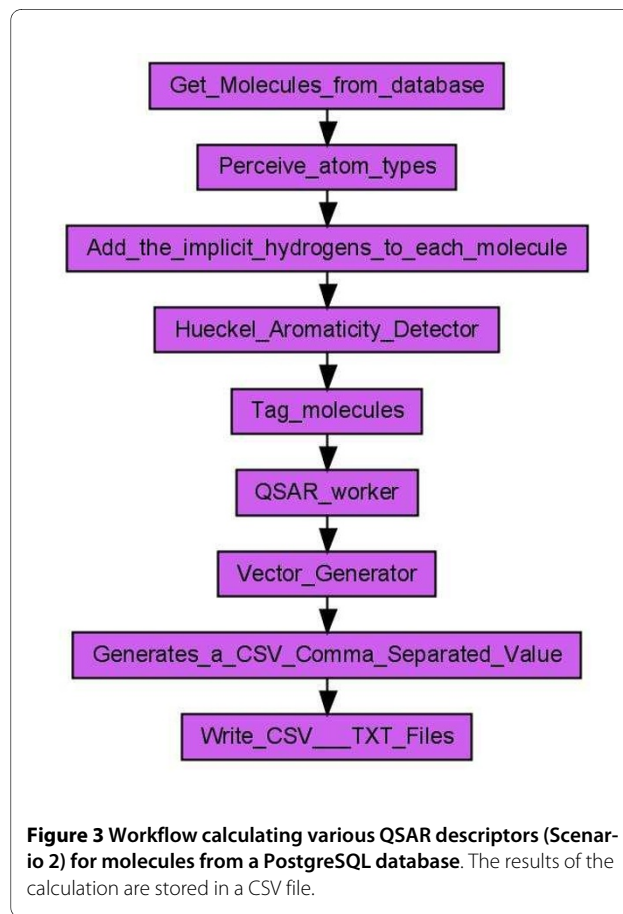 Get_Molecules_from_database
Perceive_atom_types
Add_the_implicit_hydrogens_to_each_molecule
Hueckel_Aromaticity_Detector
Tag_molecules
QSAR_worker
Vector_Generator
Generates_a_CSV_Comma_Separated_Value
Write_CSV___TXT_Files
Figure 3 Workflow calculating various QSAR descriptors (Scenar-
io 2) for molecules from a PostgreSQL database. The results of the
calculation are stored in a CSV file.